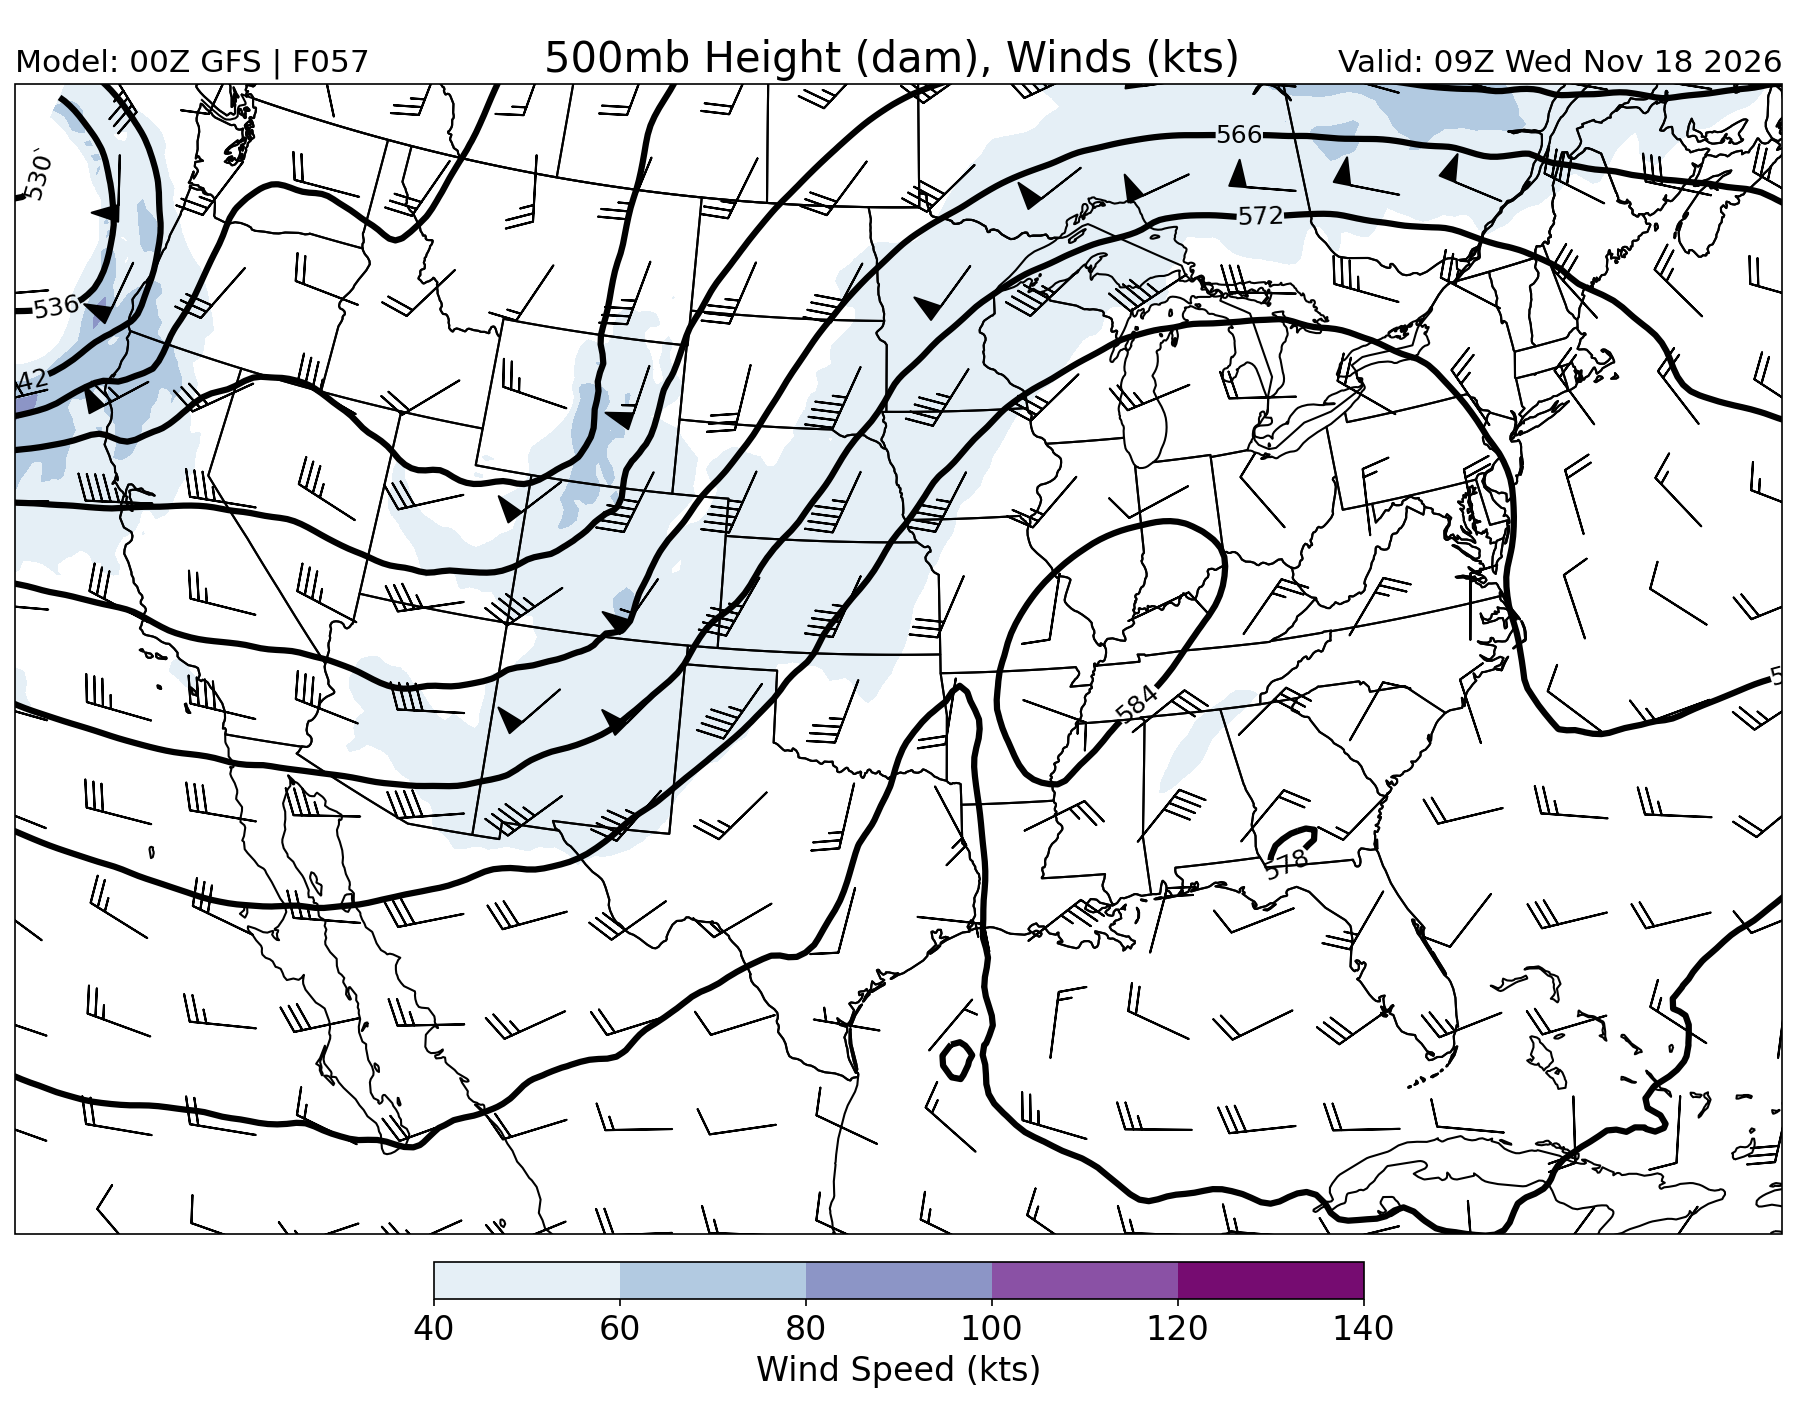 Model: 00Z GFS | F057
500mb Height (dam), Winds (kts)
Valid: 09Z Wed Nov 18 2026
566
530
572
536
42
584
5
578
40 60 80 100 120 140
Wind Speed (kts)